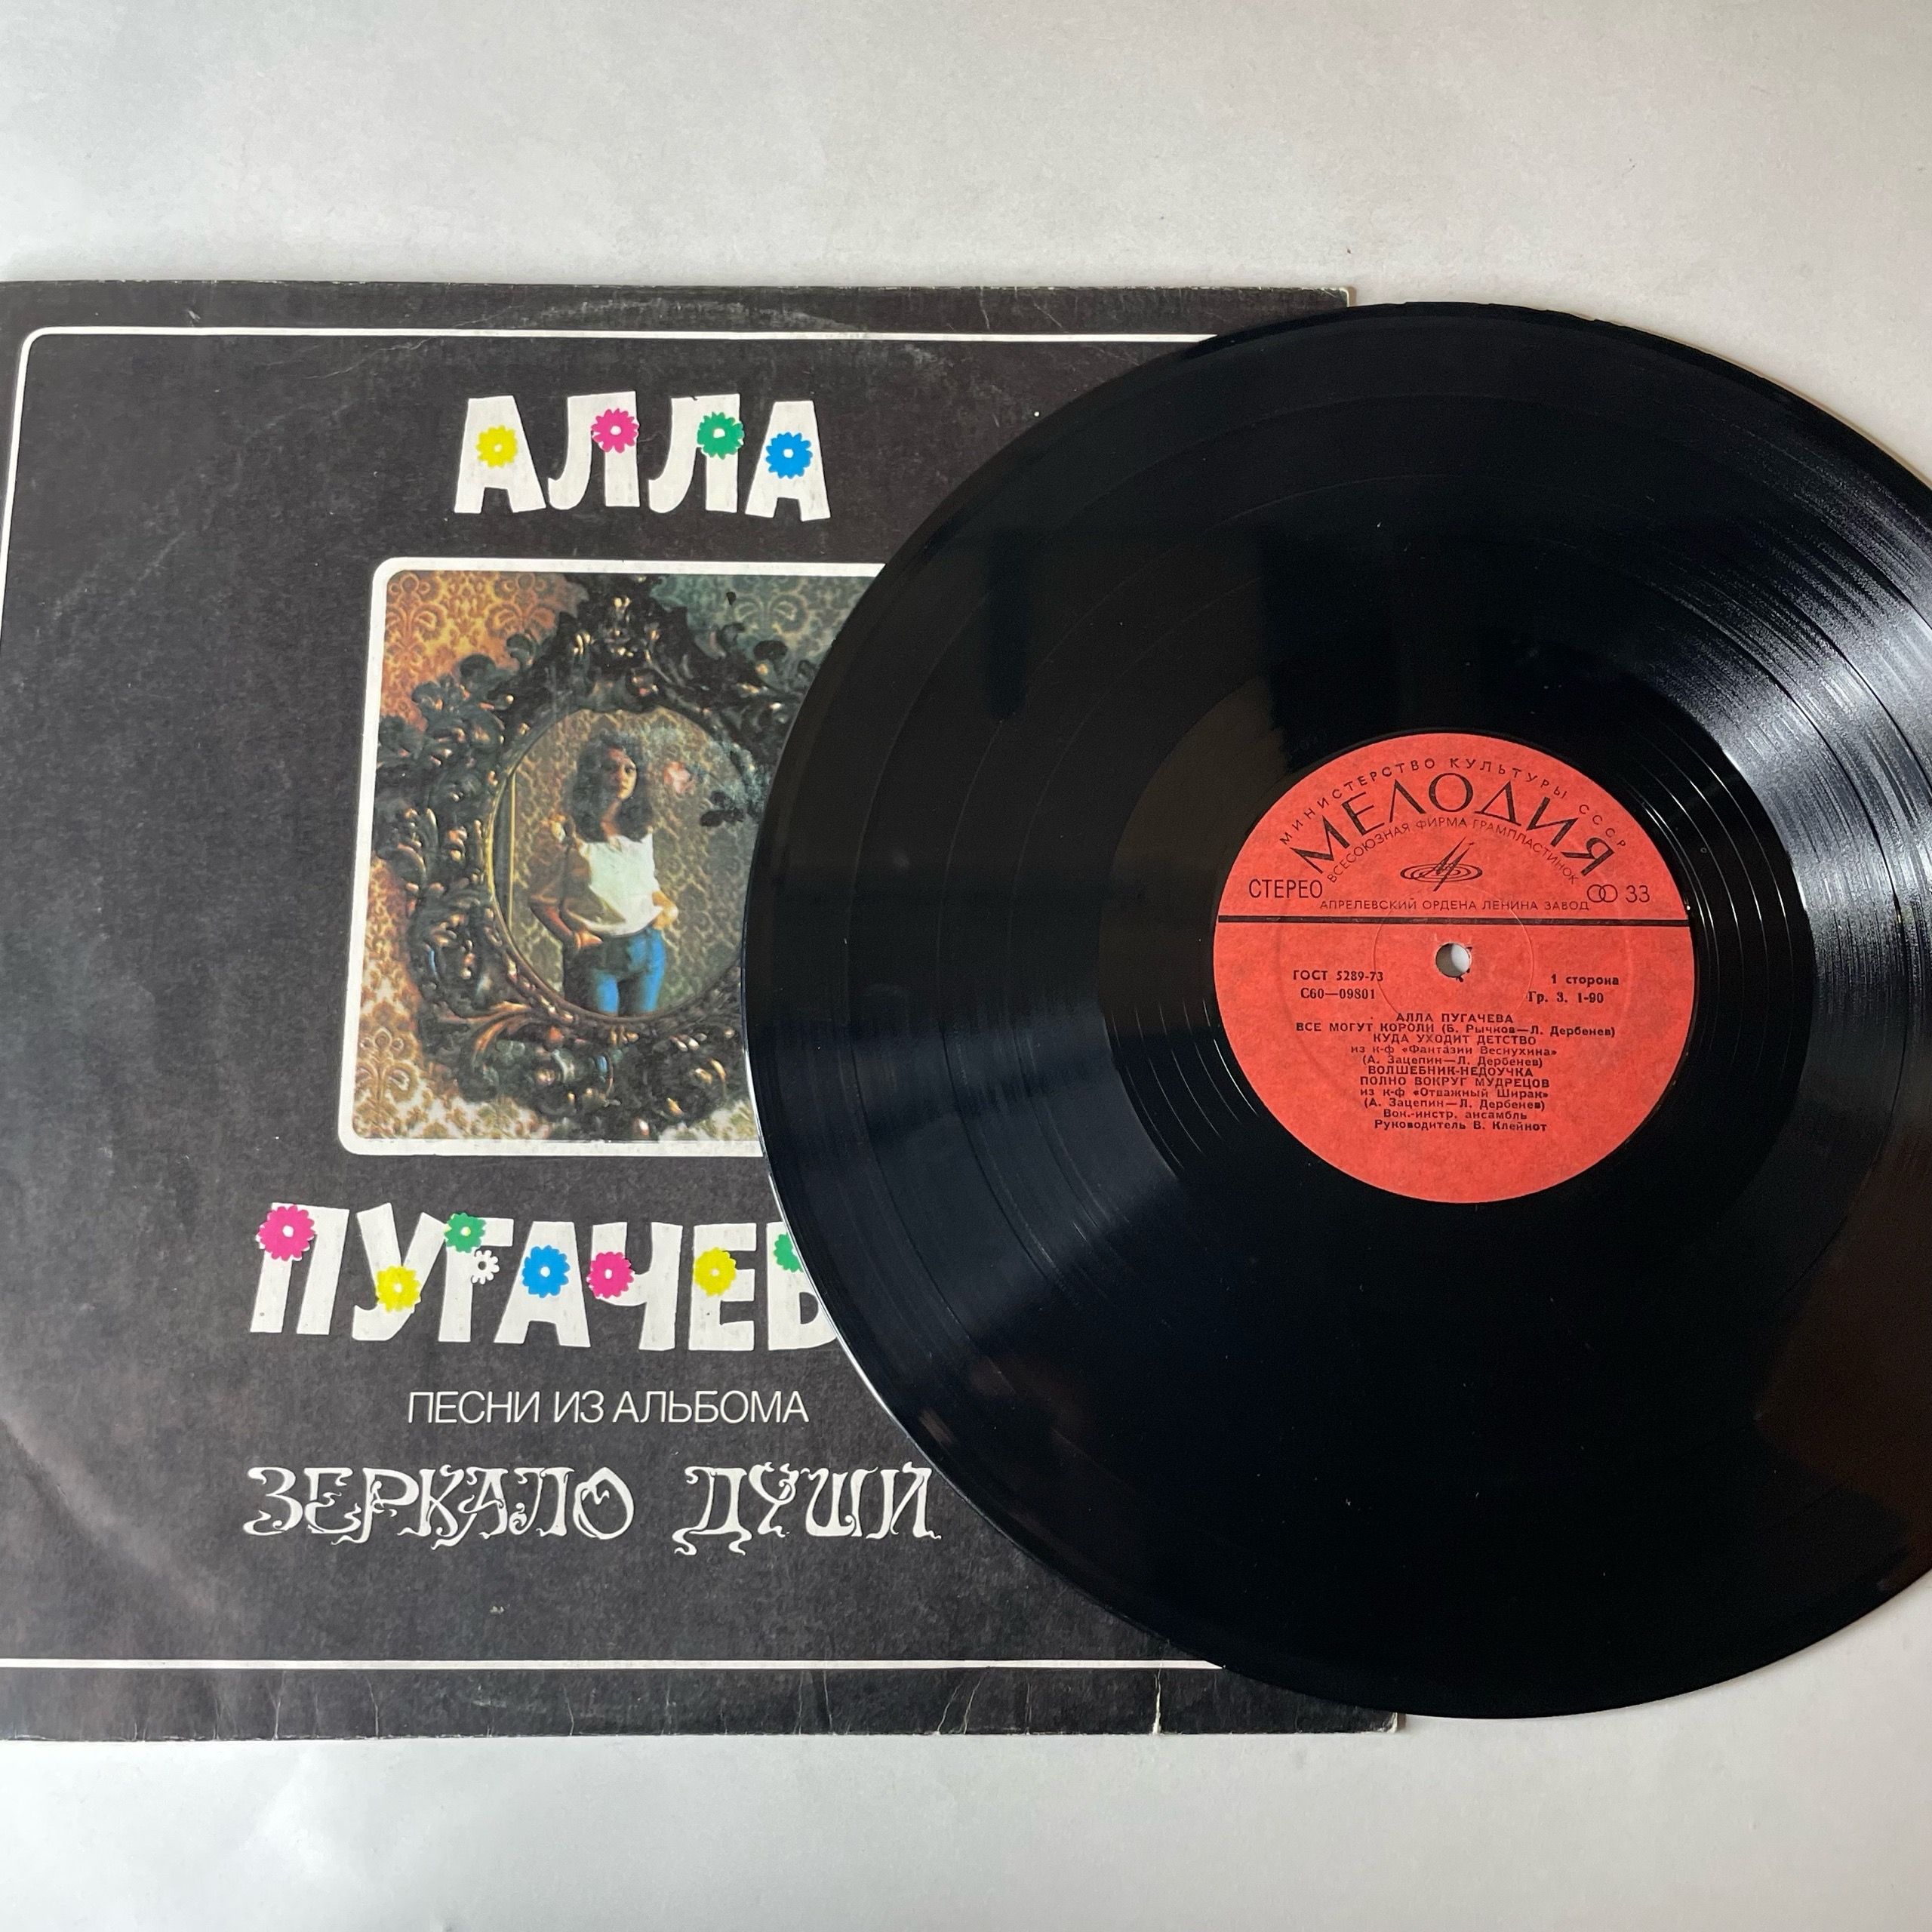 АЛЛА
ПУГАЧЕВ
ПЕСНИ ИЗ АЛЬБОМА
ЗЕРКАЛО ДУШИ
МИНИСТЕРСТВО КУЛЬТУРЫ СССР
МЕЛОДИЯ
ВСЕСОЮЗНАЯ ФИРМА ГРАМПЛАСТИНОК
СТЕРЕО
33
АПРЕЛЕВСКИЙ ОРДЕНА ЛЕНИНА ЗАВОД
ГОСТ 5289-73
1 сторона
С60—09801
Гр. 3. 1-90
АЛЛА ПУГАЧЕВА
ВСЕ МОГУТ КОРОЛИ (Б. Рычков—Л. Дербенев)
КУДА УХОДИТ ДЕТСТВО
из к-ф «Фантазии Веснухина»
(А. Зацепин—Л. Дербенев)
ВОЛШЕБНИК-НЕДОУЧКА
ПОЛНО ВОКРУГ МУДРЕЦОВ
из к-ф «Отважный Ширак»
(А. Зацепин—Л. Дербенев)
Вок.-инстр. ансамбль
Руководитель В. Клейнот